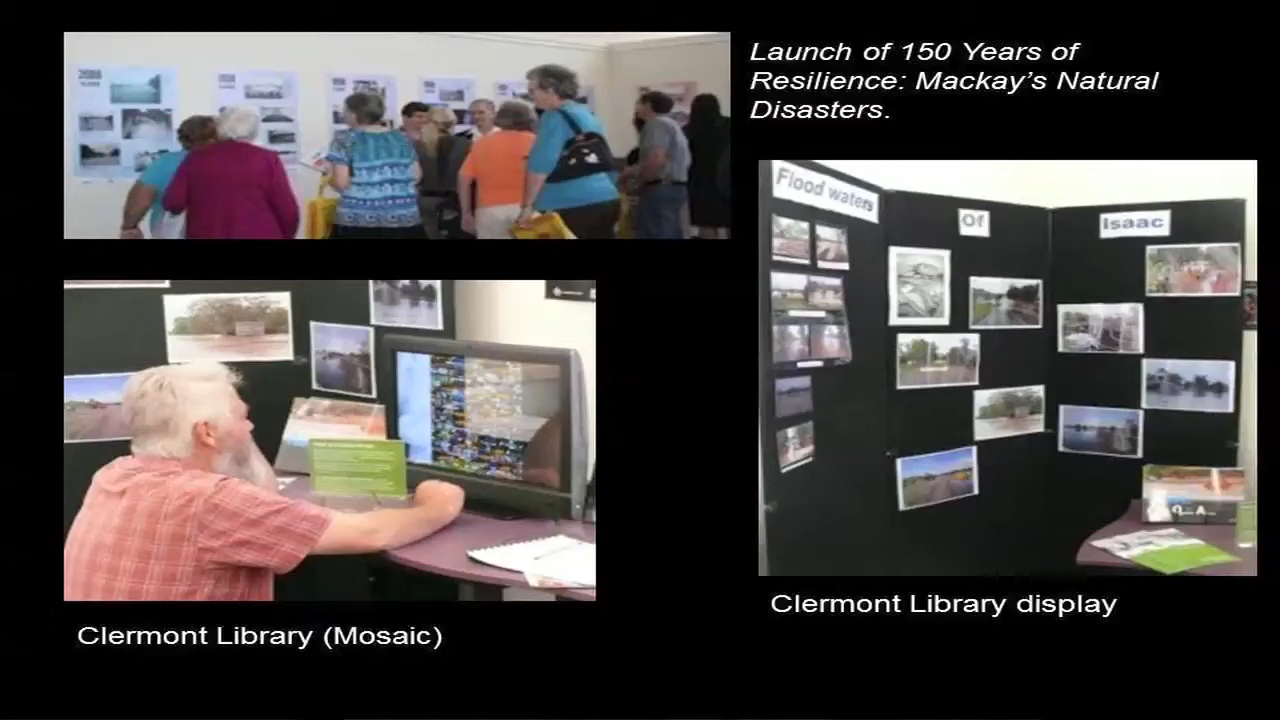 Launch of 150 Years of
Resilience: Mackay's Natural
Disasters.
Flood waters
Of
Isaac
Clermont Library display
Clermont Library (Mosaic)